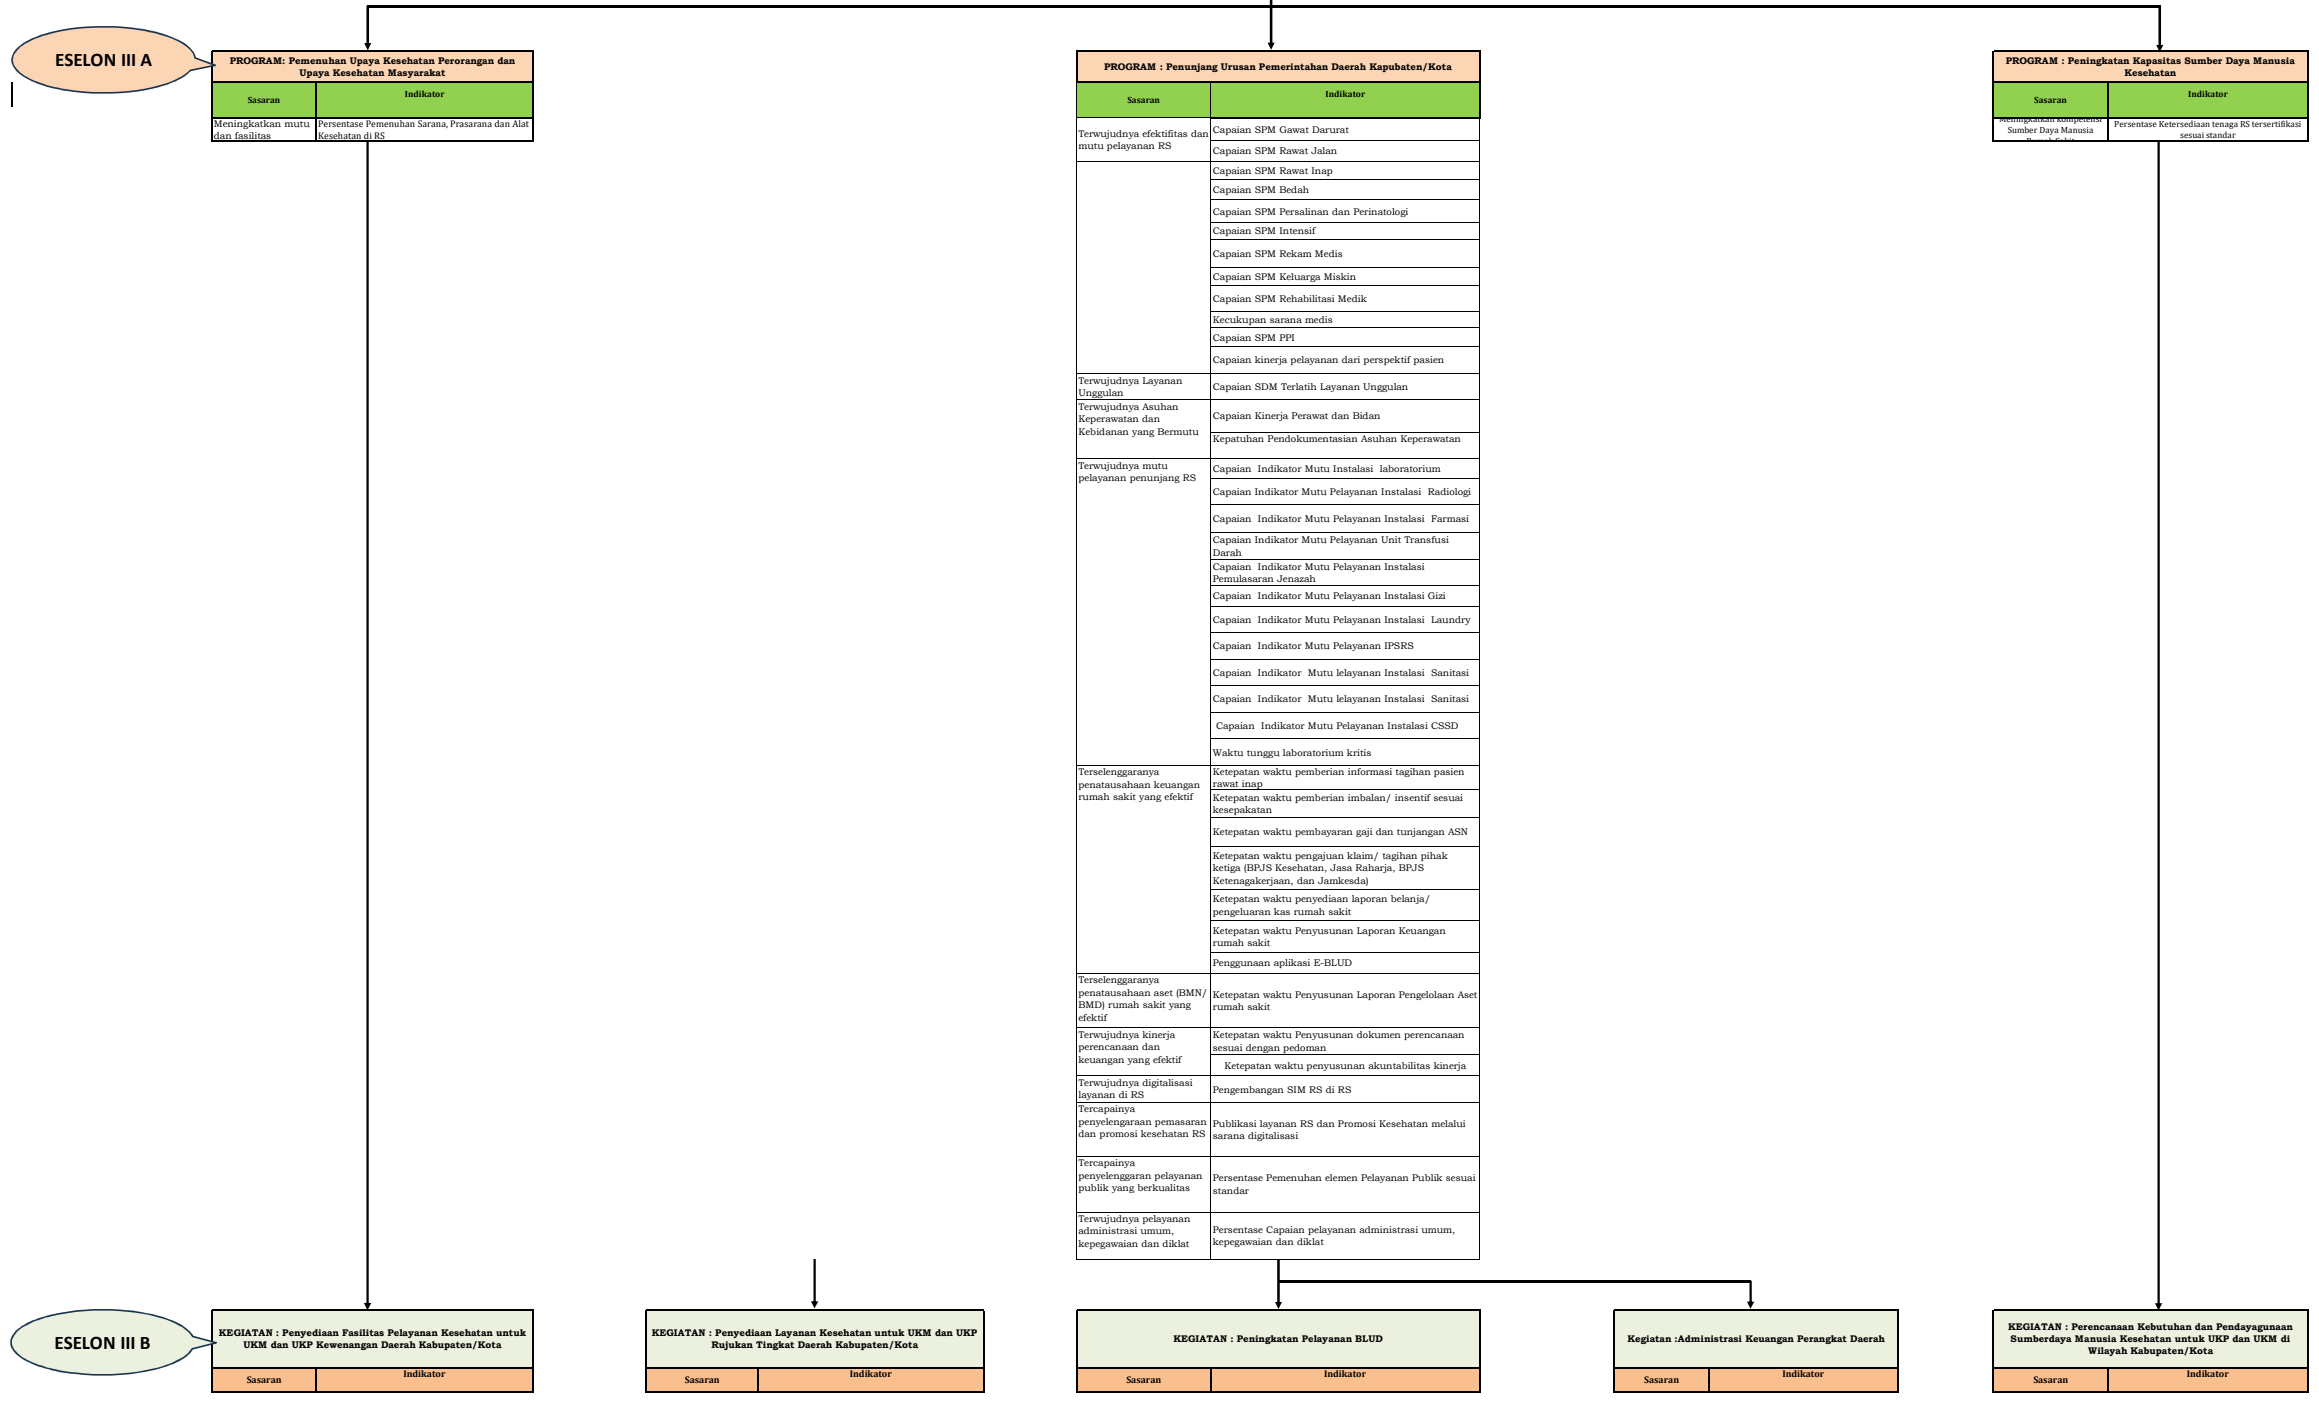 ESELON III A
PROGRAM: Pemenuhan Upaya Kesehatan Perorangan dan
Upaya Kesehatan Masyarakat
Sasaran
Indikator
Meningkatkan mutu
dan fasilitas
Persentase Pemenuhan Sarana, Prasarana dan Alat
Kesehatan di RS
PROGRAM : Penunjang Urusan Pemerintahan Daerah Kapubaten/Kota
Sasaran
Indikator
Terwujudnya efektifitas dan
mutu pelayanan RS
Capaian SPM Gawat Darurat
Capaian SPM Rawat Jalan
Capaian SPM Rawat Inap
Capaian SPM Bedah
Capaian SPM Persalinan dan Perinatologi
Capaian SPM Intensif
Capaian SPM Rekam Medis
Capaian SPM Keluarga Miskin
Capaian SPM Rehabilitasi Medik
Kecukupan sarana medis
Capaian SPM PPI
Capaian kinerja pelayanan dari perspektif pasien
Terwujudnya Layanan
Unggulan
Capaian SDM Terlatih Layanan Unggulan
Terwujudnya Asuhan
Keperawatan dan
Kebidanan yang Bermutu
Capaian Kinerja Perawat dan Bidan
Kepatuhan Pendokumentasian Asuhan Keperawatan
Terwujudnya mutu
pelayanan penunjang RS
Capaian  Indikator Mutu Instalasi  laboratorium
Capaian Indikator Mutu Pelayanan Instalasi  Radiologi
Capaian  Indikator Mutu Pelayanan Instalasi  Farmasi
Capaian Indikator Mutu Pelayanan Unit Transfusi
Darah
Capaian  Indikator Mutu Pelayanan Instalasi
Pemulasaran Jenazah
Capaian  Indikator Mutu Pelayanan Instalasi Gizi
Capaian  Indikator Mutu Pelayanan Instalasi  Laundry
Capaian  Indikator Mutu Pelayanan IPSRS
Capaian  Indikator  Mutu lelayanan Instalasi  Sanitasi
Capaian  Indikator  Mutu lelayanan Instalasi  Sanitasi
Capaian  Indikator Mutu Pelayanan Instalasi CSSD
Waktu tunggu laboratorium kritis
Terselenggaranya
penatausahaan keuangan
rumah sakit yang efektif
Ketepatan waktu pemberian informasi tagihan pasien
rawat inap
Ketepatan waktu pemberian imbalan/ insentif sesuai
kesepakatan
Ketepatan waktu pembayaran gaji dan tunjangan ASN
Ketepatan waktu pengajuan klaim/ tagihan pihak
ketiga (BPJS Kesehatan, Jasa Raharja, BPJS
Ketenagakerjaan, dan Jamkesda)
Ketepatan waktu penyediaan laporan belanja/
pengeluaran kas rumah sakit
Ketepatan waktu Penyusunan Laporan Keuangan
rumah sakit
Penggunaan aplikasi E-BLUD
Terselenggaranya
penatausahaan aset (BMN/
BMD) rumah sakit yang
efektif
Ketepatan waktu Penyusunan Laporan Pengelolaan Aset
rumah sakit
Terwujudnya kinerja
perencanaan dan
keuangan yang efektif
Ketepatan waktu Penyusunan dokumen perencanaan
sesuai dengan pedoman
Ketepatan waktu penyusunan akuntabilitas kinerja
Terwujudnya digitalisasi
layanan di RS
Pengembangan SIM RS di RS
Tercapainya
penyelengaraan pemasaran
dan promosi kesehatan RS
Publikasi layanan RS dan Promosi Kesehatan melalui
sarana digitalisasi
Tercapainya
penyelenggaran pelayanan
publik yang berkualitas
Persentase Pemenuhan elemen Pelayanan Publik sesuai
standar
Terwujudnya pelayanan
administrasi umum,
kepegawaian dan diklat
Persentase Capaian pelayanan administrasi umum,
kepegawaian dan diklat
PROGRAM : Peningkatan Kapasitas Sumber Daya Manusia
Kesehatan
Sasaran
Indikator
Meningkatkan kompetensi
Sumber Daya Manusia
Rumah Sakit
Persentase Ketersediaan tenaga RS tersertifikasi
sesuai standar
ESELON III B
KEGIATAN : Penyediaan Fasilitas Pelayanan Kesehatan untuk
UKM dan UKP Kewenangan Daerah Kabupaten/Kota
Sasaran
Indikator
KEGIATAN : Penyediaan Layanan Kesehatan untuk UKM dan UKP
Rujukan Tingkat Daerah Kabupaten/Kota
Sasaran
Indikator
KEGIATAN : Peningkatan Pelayanan BLUD
Sasaran
Indikator
Kegiatan :Administrasi Keuangan Perangkat Daerah
Sasaran
Indikator
KEGIATAN : Perencanaan Kebutuhan dan Pendayagunaan
Sumberdaya Manusia Kesehatan untuk UKP dan UKM di
Wilayah Kabupaten/Kota
Sasaran
Indikator